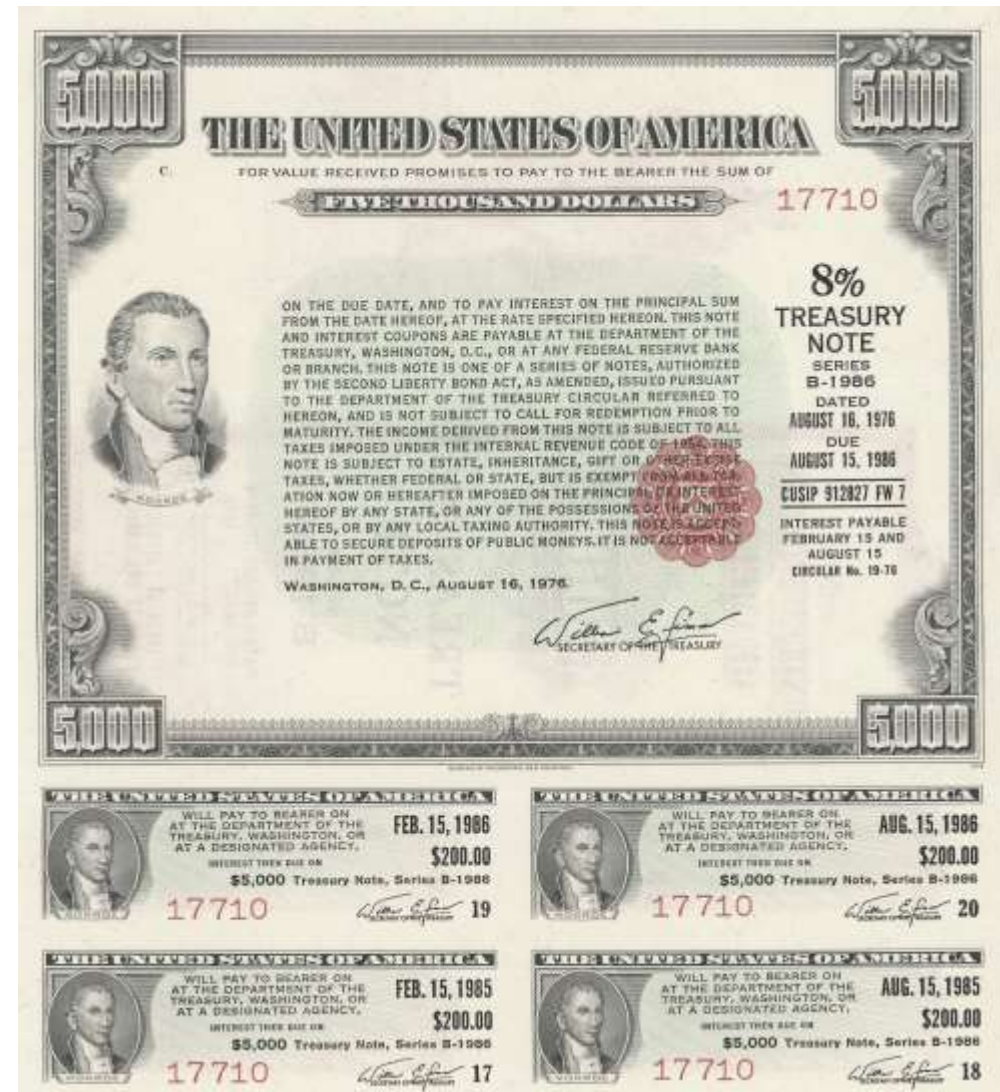 5,000
5,000
THE UNITED STATES OF AMERICA
C.
FOR VALUE RECEIVED PROMISES TO PAY TO THE BEARER THE SUM OF
FIVE THOUSAND DOLLARS
17710
ON THE DUE DATE, AND TO PAY INTEREST ON THE PRINCIPAL SUM
FROM THE DATE HEREOF, AT THE RATE SPECIFIED HEREON. THIS NOTE
AND INTEREST COUPONS ARE PAYABLE AT THE DEPARTMENT OF THE
TREASURY, WASHINGTON, D.C., OR AT ANY FEDERAL RESERVE BANK
OR BRANCH. THIS NOTE IS ONE OF A SERIES OF NOTES, AUTHORIZED
BY THE SECOND LIBERTY BOND ACT, AS AMENDED, ISSUED PURSUANT
TO THE DEPARTMENT OF THE TREASURY CIRCULAR REFERRED TO
HEREON, AND IS NOT SUBJECT TO CALL FOR REDEMPTION PRIOR TO
MATURITY. THE INCOME DERIVED FROM THIS NOTE IS SUBJECT TO ALL
TAXES IMPOSED UNDER THE INTERNAL REVENUE CODE OF 1954. THIS
NOTE IS SUBJECT TO ESTATE, INHERITANCE, GIFT OR OTHER EXCISE
TAXES, WHETHER FEDERAL OR STATE, BUT IS EXEMPT FROM ALL TAX-
ATION NOW OR HEREAFTER IMPOSED ON THE PRINCIPAL OR INTEREST
HEREOF BY ANY STATE, OR ANY OF THE POSSESSIONS OF THE UNITED
STATES, OR BY ANY LOCAL TAXING AUTHORITY. THIS NOTE IS ACCEPT-
ABLE TO SECURE DEPOSITS OF PUBLIC MONEYS. IT IS NOT ACCEPTABLE
IN PAYMENT OF TAXES.
WASHINGTON, D.C., AUGUST 16, 1976.
SECRETARY OF THE TREASURY
MONROE
8%
TREASURY
NOTE
SERIES
B-1986
DATED
AUGUST 16, 1976
DUE
AUGUST 15, 1986
CUSIP 912827 FW 7
INTEREST PAYABLE
FEBRUARY 15 AND
AUGUST 15
CIRCULAR No. 19-76
5,000
5,000
THE UNITED STATES OF AMERICA
WILL PAY TO BEARER ON
AT THE DEPARTMENT OF THE
TREASURY, WASHINGTON, OR
AT A DESIGNATED AGENCY,
INTEREST THEN DUE ON
FEB. 15, 1986
$200.00
$5,000 Treasury Note, Series B-1986
MONROE
17710
19
THE UNITED STATES OF AMERICA
WILL PAY TO BEARER ON
AT THE DEPARTMENT OF THE
TREASURY, WASHINGTON, OR
AT A DESIGNATED AGENCY,
INTEREST THEN DUE ON
AUG. 15, 1986
$200.00
$5,000 Treasury Note, Series B-1986
MONROE
17710
20
THE UNITED STATES OF AMERICA
WILL PAY TO BEARER ON
AT THE DEPARTMENT OF THE
TREASURY, WASHINGTON, OR
AT A DESIGNATED AGENCY,
INTEREST THEN DUE ON
FEB. 15, 1985
$200.00
$5,000 Treasury Note, Series B-1986
MONROE
17710
17
THE UNITED STATES OF AMERICA
WILL PAY TO BEARER ON
AT THE DEPARTMENT OF THE
TREASURY, WASHINGTON, OR
AT A DESIGNATED AGENCY,
INTEREST THEN DUE ON
AUG. 15, 1985
$200.00
$5,000 Treasury Note, Series B-1986
MONROE
17710
18